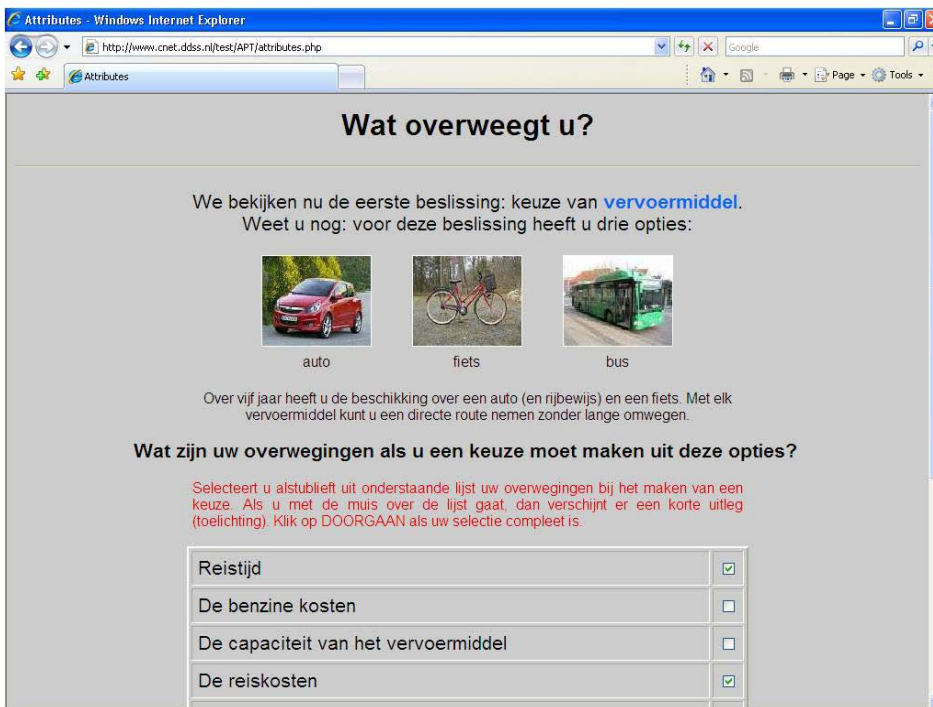 Attributes - Windows Internet Explorer
http://www.cnet.ddss.nl/test/APT/attributes.php
Google
Attributes
Page
Tools
Wat overweegt u?
We bekijken nu de eerste beslissing: keuze van vervoermiddel.
Weet u nog: voor deze beslissing heeft u drie opties:
auto fiets bus
Over vijf jaar heeft u de beschikking over een auto (en rijbewijs) en een fiets. Met elk
vervoermiddel kunt u een directe route nemen zonder lange omwegen.
Wat zijn uw overwegingen als u een keuze moet maken uit deze opties?
Selecteert u alstublieft uit onderstaande lijst uw overwegingen bij het maken van een
keuze. Als u met de muis over de lijst gaat, dan verschijnt er een korte uitleg
(toelichting). Klik op DOORGAAN als uw selectie compleet is.
Reistijd
De benzine kosten
De capaciteit van het vervoermiddel
De reiskosten